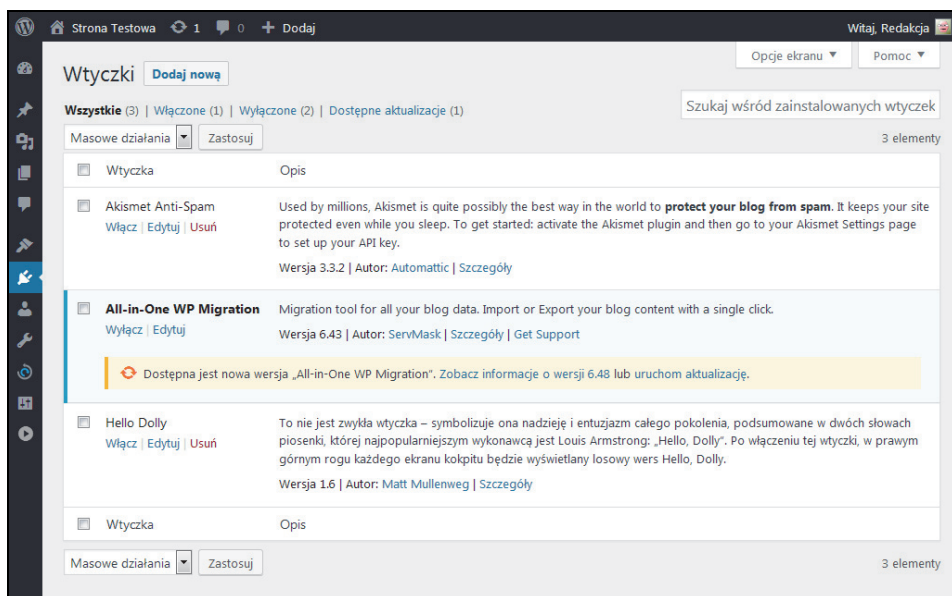 Strona Testowa 1 0 + Dodaj Witaj, Redakcja
Opcje ekranu ▼ Pomoc ▼
Wtyczki Dodaj nową
Wszystkie (3) | Włączone (1) | Wyłączone (2) | Dostępne aktualizacje (1)
Szukaj wśród zainstalowanych wtyczek
Masowe działania Zastosuj 3 elementy
Wtyczka Opis
Akismet Anti-Spam
Włącz | Edytuj | Usuń
Used by millions, Akismet is quite possibly the best way in the world to protect your blog from spam. It keeps your site
protected even while you sleep. To get started: activate the Akismet plugin and then go to your Akismet Settings page
to set up your API key.
Wersja 3.3.2 | Autor: Automattic | Szczegóły
All-in-One WP Migration
Wyłącz | Edytuj
Migration tool for all your blog data. Import or Export your blog content with a single click.
Wersja 6.43 | Autor: ServMask | Szczegóły | Get Support
Dostępna jest nowa wersja „All-in-One WP Migration”. Zobacz informacje o wersji 6.48 lub uruchom aktualizację.
Hello Dolly
Włącz | Edytuj | Usuń
To nie jest zwykła wtyczka – symbolizuje ona nadzieję i entuzjazm całego pokolenia, podsumowane w dwóch słowach
piosenki, której najpopularniejszym wykonawcą jest Louis Armstrong: „Hello, Dolly”. Po włączeniu tej wtyczki, w prawym
górnym rogu każdego ekranu kokpitu będzie wyświetlany losowy wers Hello, Dolly.
Wersja 1.6 | Autor: Matt Mullenweg | Szczegóły
Wtyczka Opis
Masowe działania Zastosuj 3 elementy